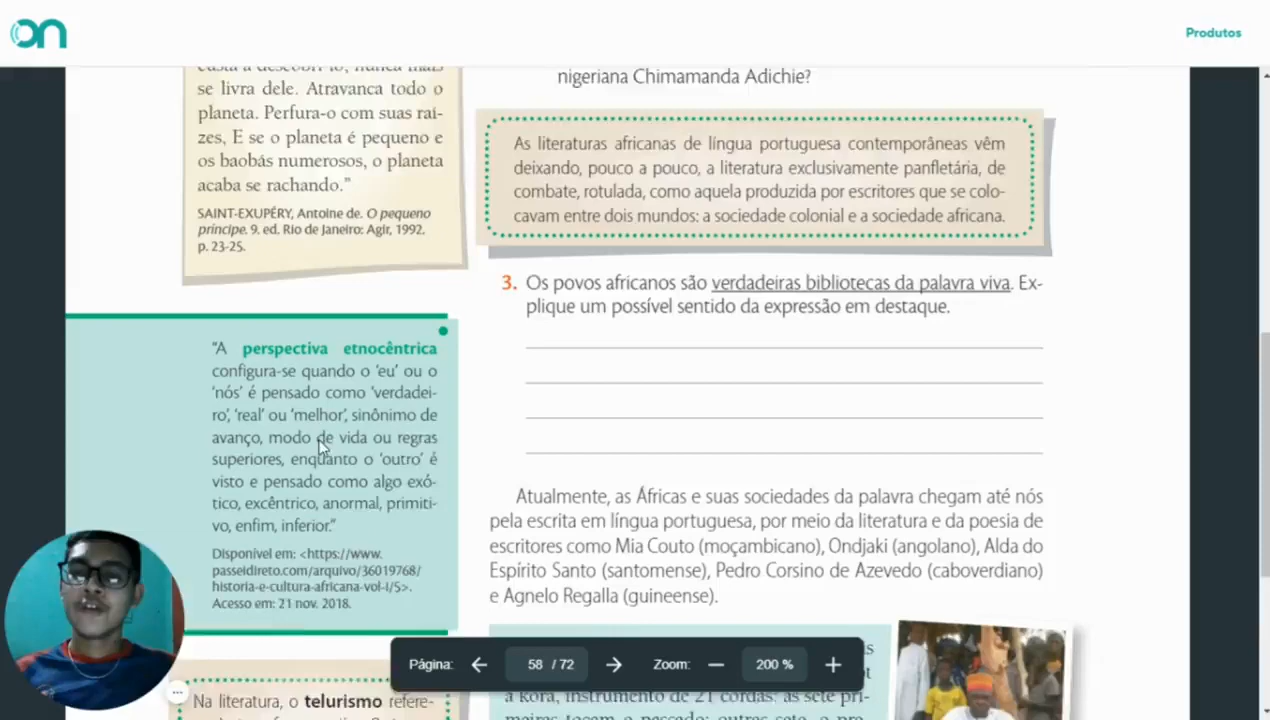 on
Produtos
se livra dele. Atravanca todo o
planeta. Perfura-o com suas raí-
zes, E se o planeta é pequeno e
os baobás numerosos, o planeta
acaba se rachando.”
SAINT-EXUPÉRY, Antoine de. O pequeno
príncipe. 9. ed. Rio de Janeiro: Agir, 1992.
p. 23-25.
“A perspectiva etnocêntrica
configura-se quando o ‘eu’ ou o
‘nós’ é pensado como ‘verdadei-
ro’, ‘real’ ou ‘melhor’, sinônimo de
avanço, modo de vida ou regras
superiores, enquanto o ‘outro’ é
visto e pensado como algo exó-
tico, excêntrico, anormal, primiti-
vo, enfim, inferior.”
Disponível em: <https://www.
passeidireto.com/arquivo/36019768/
historia-e-cultura-africana-vol-i/5>.
Acesso em: 21 nov. 2018.
Na literatura, o telurismo refere-
nigeriana Chimamanda Adichie?
As literaturas africanas de língua portuguesa contemporâneas vêm
deixando, pouco a pouco, a literatura exclusivamente panfletária, de
combate, rotulada, como aquela produzida por escritores que se colo-
cavam entre dois mundos: a sociedade colonial e a sociedade africana.
3. Os povos africanos são verdadeiras bibliotecas da palavra viva. Ex-
plique um possível sentido da expressão em destaque.
Atualmente, as Áfricas e suas sociedades da palavra chegam até nós
pela escrita em língua portuguesa, por meio da literatura e da poesia de
escritores como Mia Couto (moçambicano), Ondjaki (angolano), Alda do
Espírito Santo (santomense), Pedro Corsino de Azevedo (caboverdiano)
e Agnelo Regalla (guineense).
a kora, instrumento de 21 cordas: as sete pri-
Página: 58 / 72 Zoom: 200 %